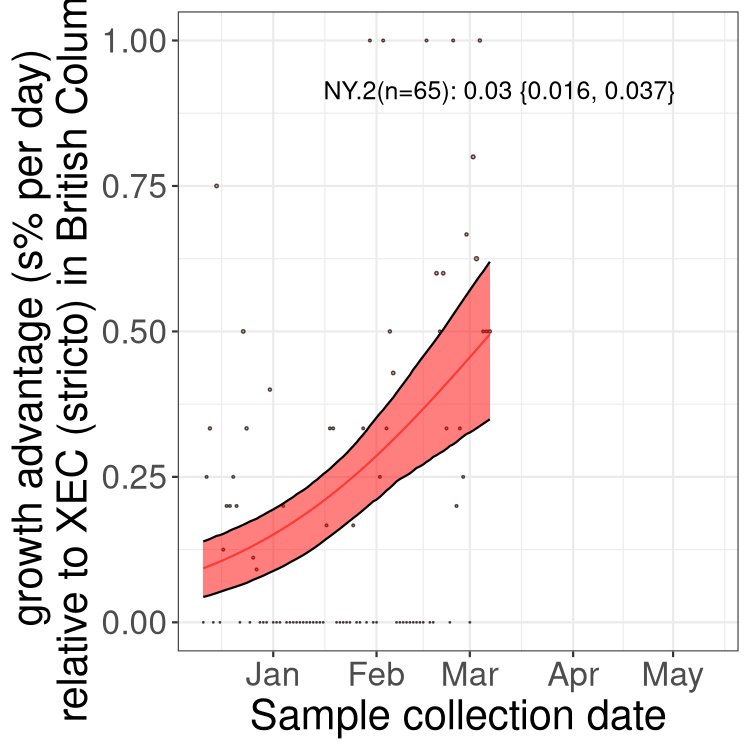 growth advantage (s% per day)
relative to XEC (stricto) in British Colum
1.00
0.75
0.50
0.25
0.00
NY.2(n=65): 0.03 {0.016, 0.037}
Jan Feb Mar Apr May
Sample collection date